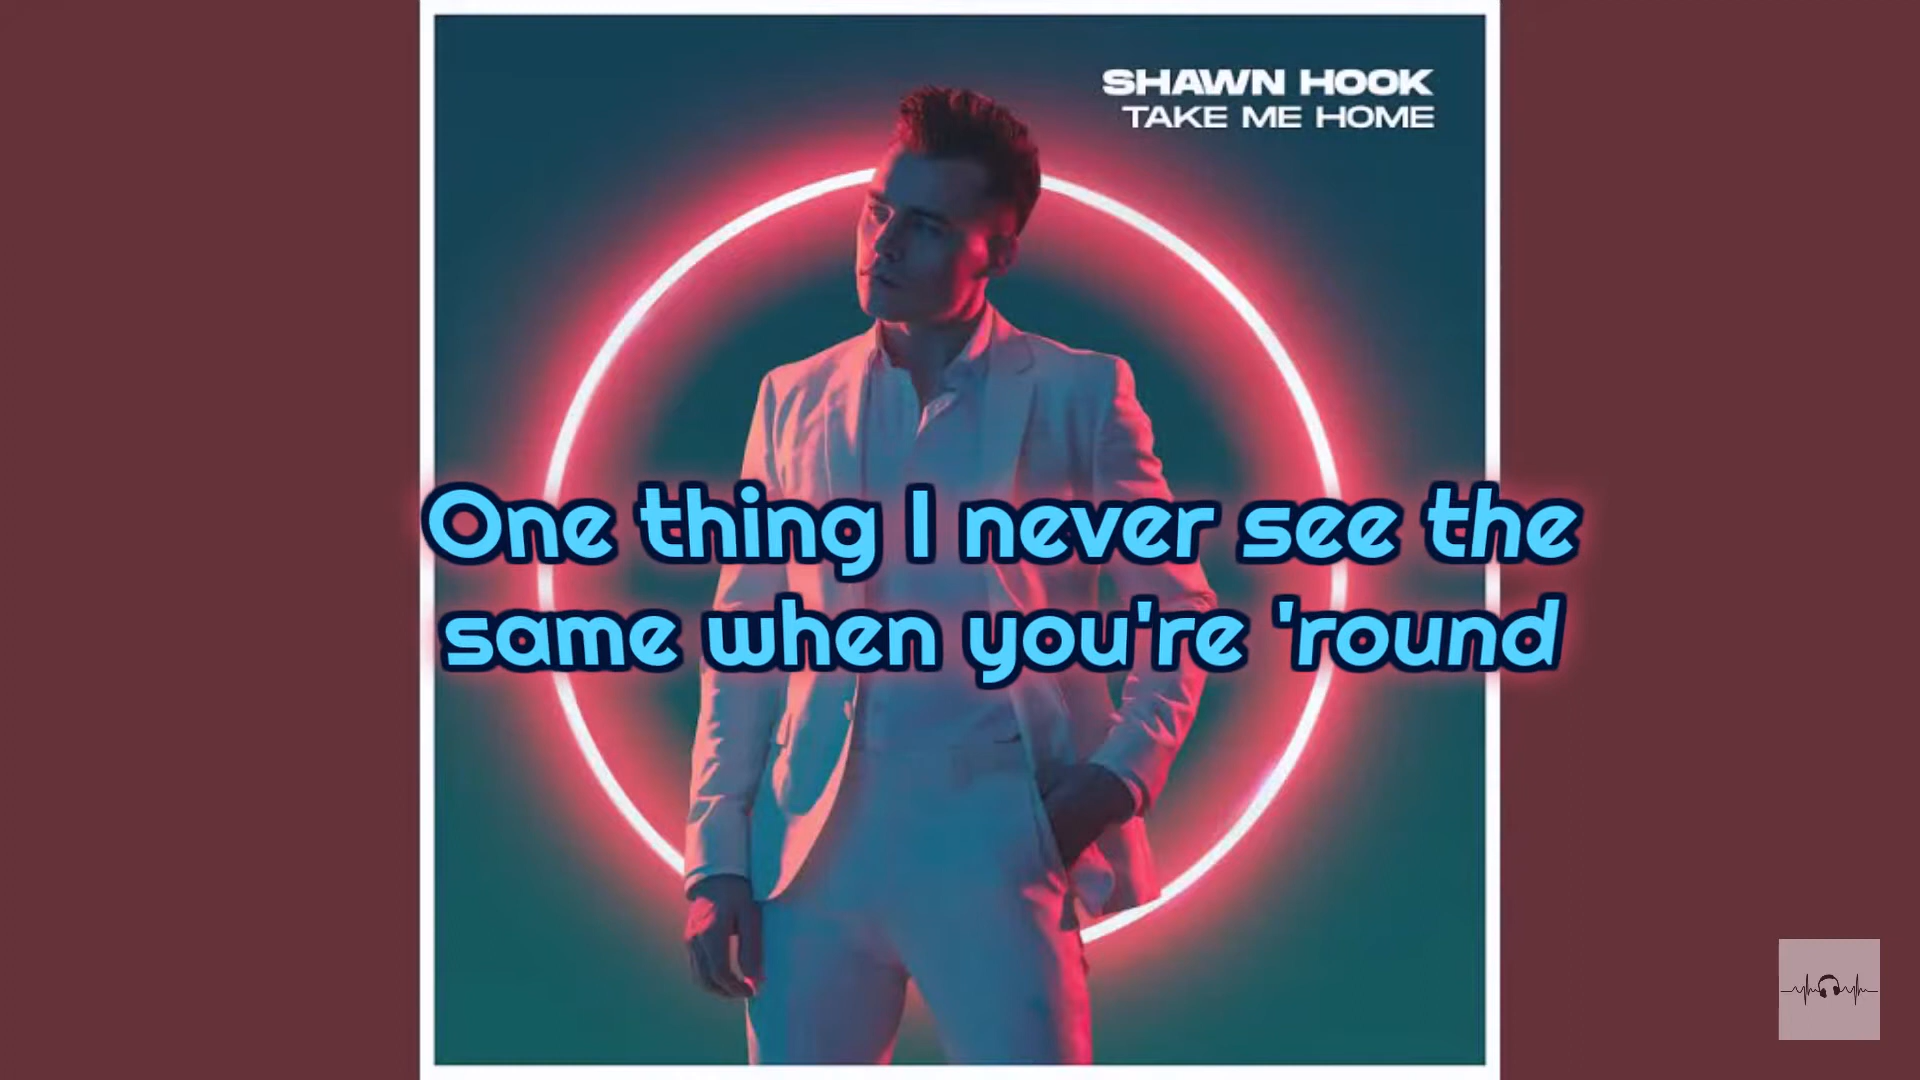 SHAWN HOOK
TAKE ME HOME
One thing I never see the
same when you're 'round